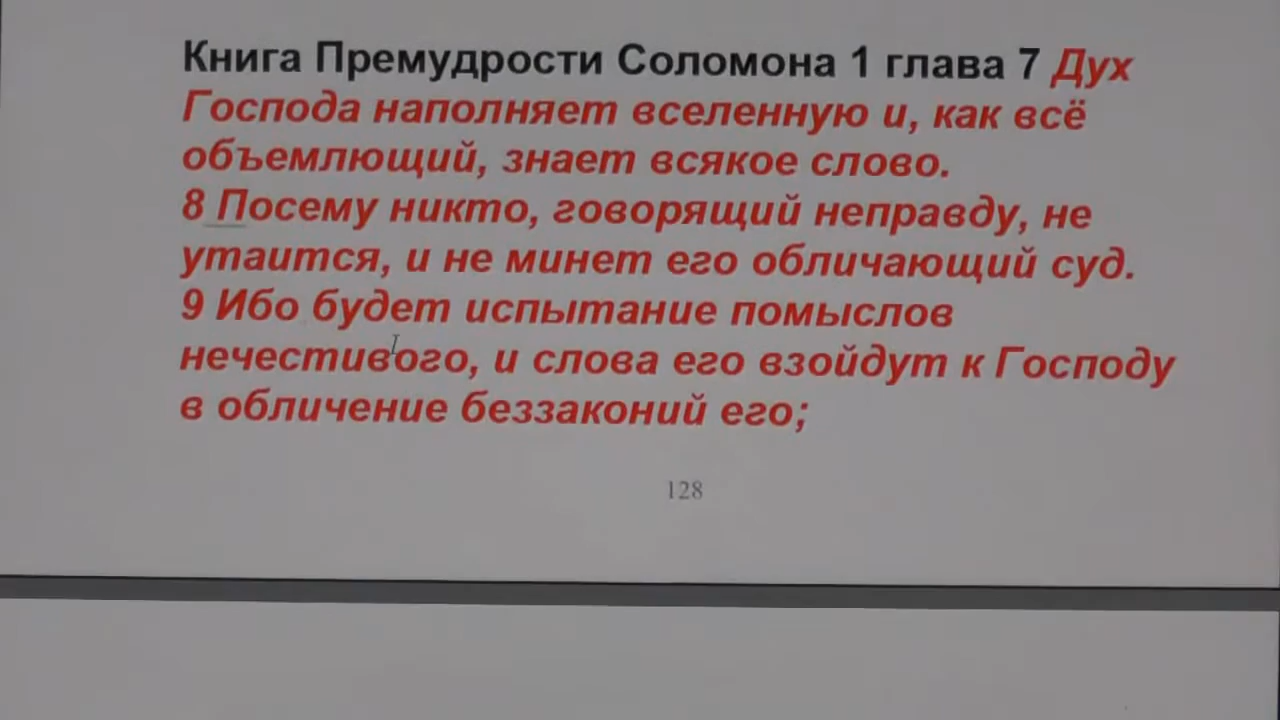 Книга Премудрости Соломона 1 глава 7 Дух
Господа наполняет вселенную и, как всё
объемлющий, знает всякое слово.
8 Посему никто, говорящий неправду, не
утаится, и не минет его обличающий суд.
9 Ибо будет испытание помыслов
нечестивого, и слова его взойдут к Господу
в обличение беззаконий его;
128